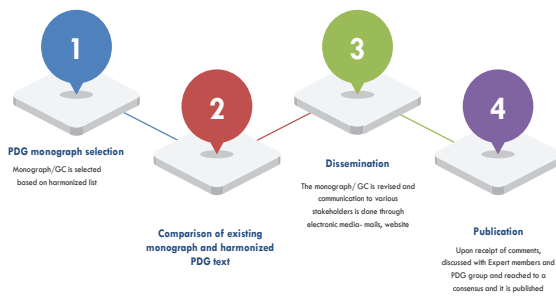 1
PDG monograph selection
Monograph/GC is selected
based on harmonized list
2
Comparison of existing
monograph and harmonized
PDG text
3
Dissemination
The monograph/ GC is revised and
communication to various
stakeholders is done through
electronic media- mails, website
4
Publication
Upon receipt of comments,
discussed with Expert members and
PDG group and reached to a
consensus and it is published